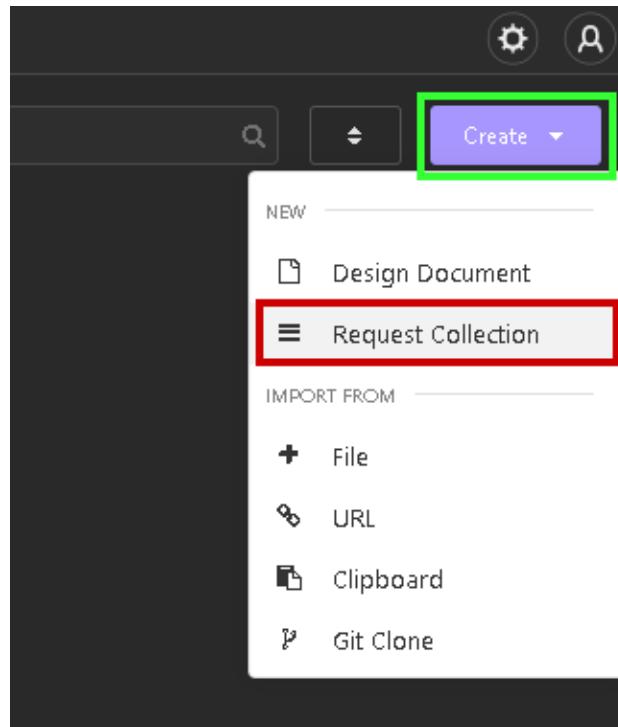 Create
NEW
Design Document
Request Collection
IMPORT FROM
File
URL
Clipboard
Git Clone